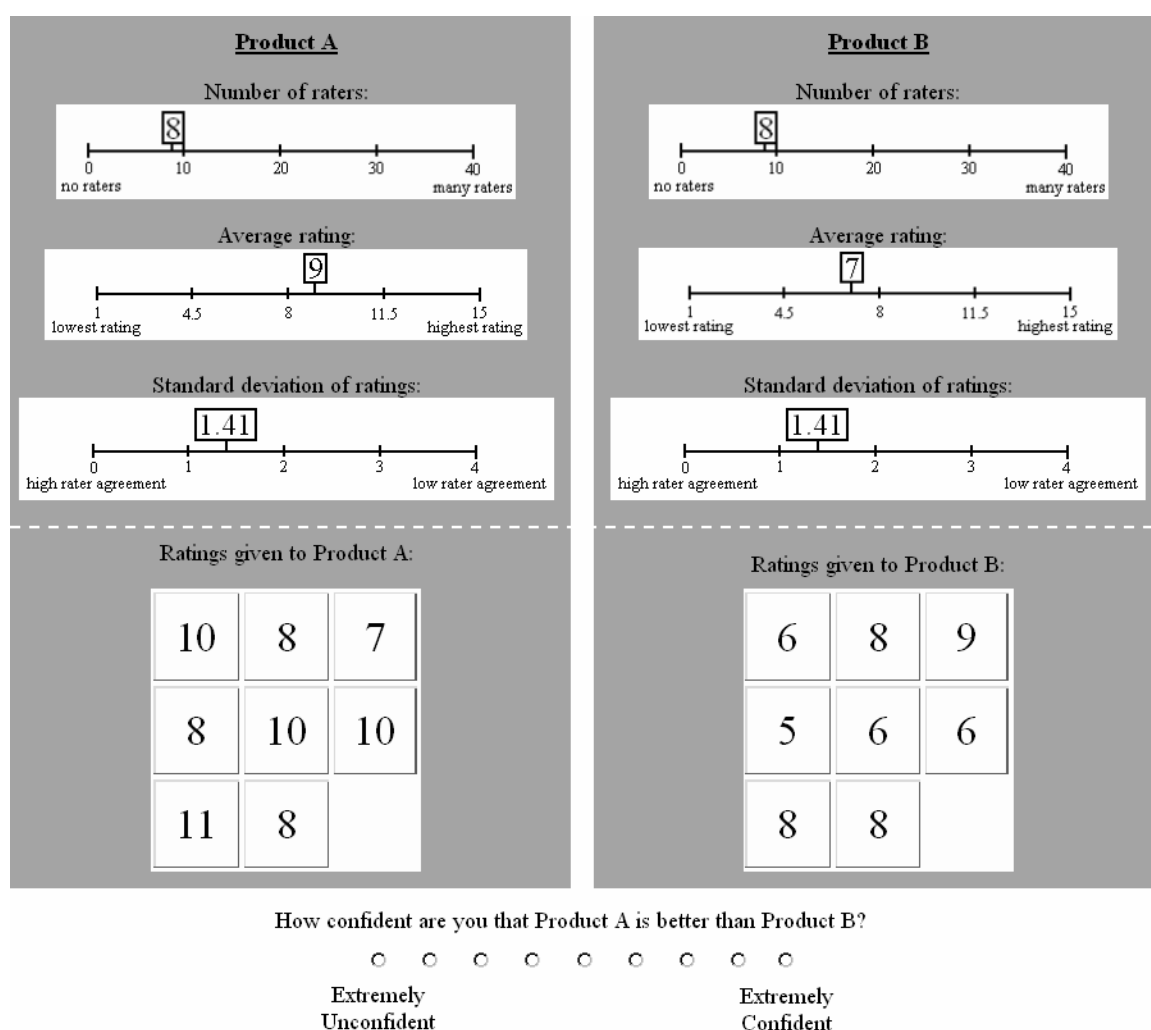 Product A
Number of raters:
8
0 10 20 30 40
no raters many raters
Average rating:
9
1 4.5 8 11.5 15
lowest rating highest rating
Standard deviation of ratings:
1.41
0 1 2 3 4
high rater agreement low rater agreement
Ratings given to Product A:
10 8 7
8 10 10
11 8
Product B
Number of raters:
8
0 10 20 30 40
no raters many raters
Average rating:
7
1 4.5 8 11.5 15
lowest rating highest rating
Standard deviation of ratings:
1.41
0 1 2 3 4
high rater agreement low rater agreement
Ratings given to Product B:
6 8 9
5 6 6
8 8
How confident are you that Product A is better than Product B?
Extremely Extremely
Unconfident Confident